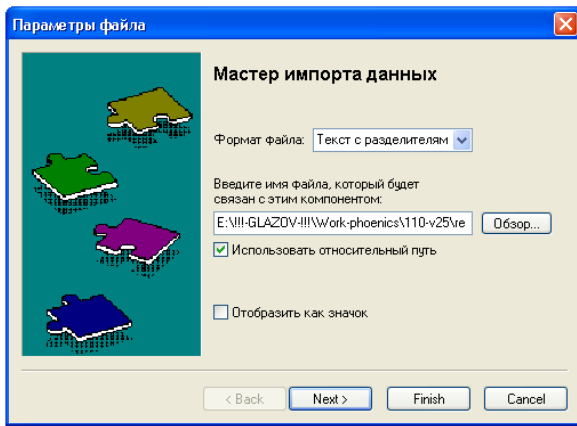 Параметры файла
Мастер импорта данных
Формат файла: Текст с разделителям
Введите имя файла, который будет
связан с этим компонентом:
E:\!!!-GLAZOV-!!!\Work-phoenics\110-v25\re Обзор...
Использовать относительный путь
Отобразить как значок
< Back Next > Finish Cancel